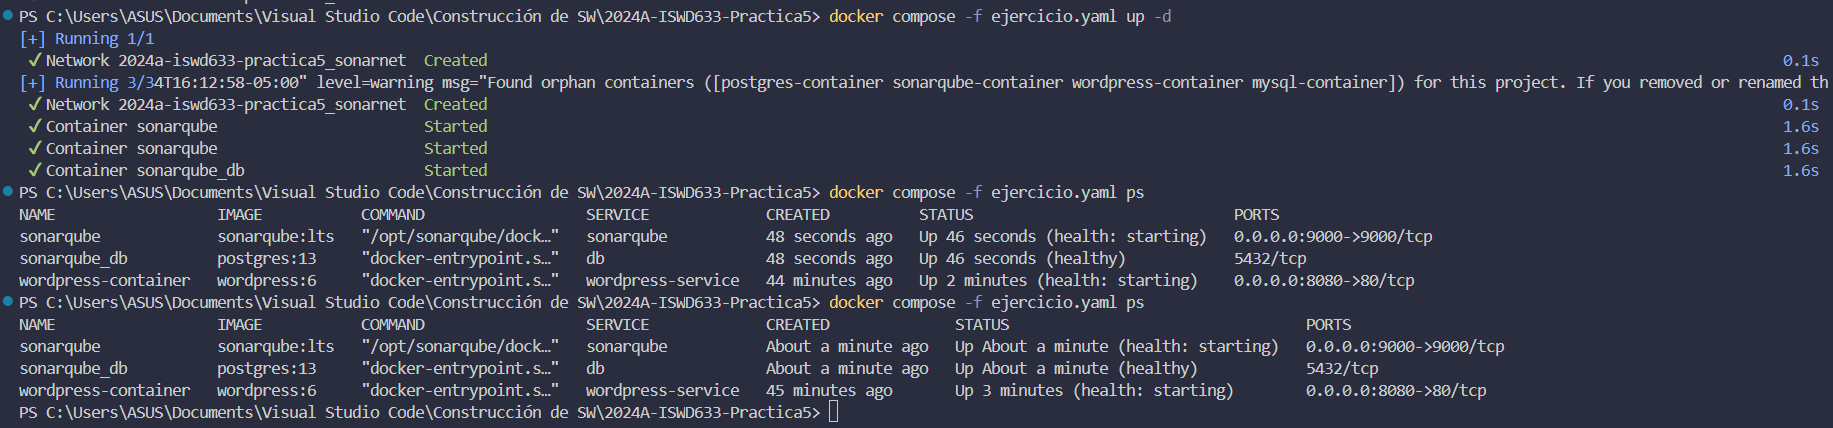 PS C:\Users\ASUS\Documents\Visual Studio Code\Construcción de SW\2024A-ISWD633-Practica5> docker compose -f ejercicio.yaml up -d
[+] Running 1/1
✓ Network 2024a-iswd633-practica5_sonarnet Created 0.1s
[+] Running 3/34T16:12:58-05:00" level=warning msg="Found orphan containers ([postgres-container sonarqube-container wordpress-container mysql-container]) for this project. If you removed or renamed th
✓ Network 2024a-iswd633-practica5_sonarnet Created 0.1s
✓ Container sonarqube Started 1.6s
✓ Container sonarqube Started 1.6s
✓ Container sonarqube_db Started 1.6s
PS C:\Users\ASUS\Documents\Visual Studio Code\Construcción de SW\2024A-ISWD633-Practica5> docker compose -f ejercicio.yaml ps
NAME IMAGE COMMAND SERVICE CREATED STATUS PORTS
sonarqube sonarqube:lts "/opt/sonarqube/dock…" sonarqube 48 seconds ago Up 46 seconds (health: starting) 0.0.0.0:9000->9000/tcp
sonarqube_db postgres:13 "docker-entrypoint.s…" db 48 seconds ago Up 46 seconds (healthy) 5432/tcp
wordpress-container wordpress:6 "docker-entrypoint.s…" wordpress-service 44 minutes ago Up 2 minutes (health: starting) 0.0.0.0:8080->80/tcp
PS C:\Users\ASUS\Documents\Visual Studio Code\Construcción de SW\2024A-ISWD633-Practica5> docker compose -f ejercicio.yaml ps
NAME IMAGE COMMAND SERVICE CREATED STATUS PORTS
sonarqube sonarqube:lts "/opt/sonarqube/dock…" sonarqube About a minute ago Up About a minute (health: starting) 0.0.0.0:9000->9000/tcp
sonarqube_db postgres:13 "docker-entrypoint.s…" db About a minute ago Up About a minute (healthy) 5432/tcp
wordpress-container wordpress:6 "docker-entrypoint.s…" wordpress-service 45 minutes ago Up 3 minutes (health: starting) 0.0.0.0:8080->80/tcp
PS C:\Users\ASUS\Documents\Visual Studio Code\Construcción de SW\2024A-ISWD633-Practica5>